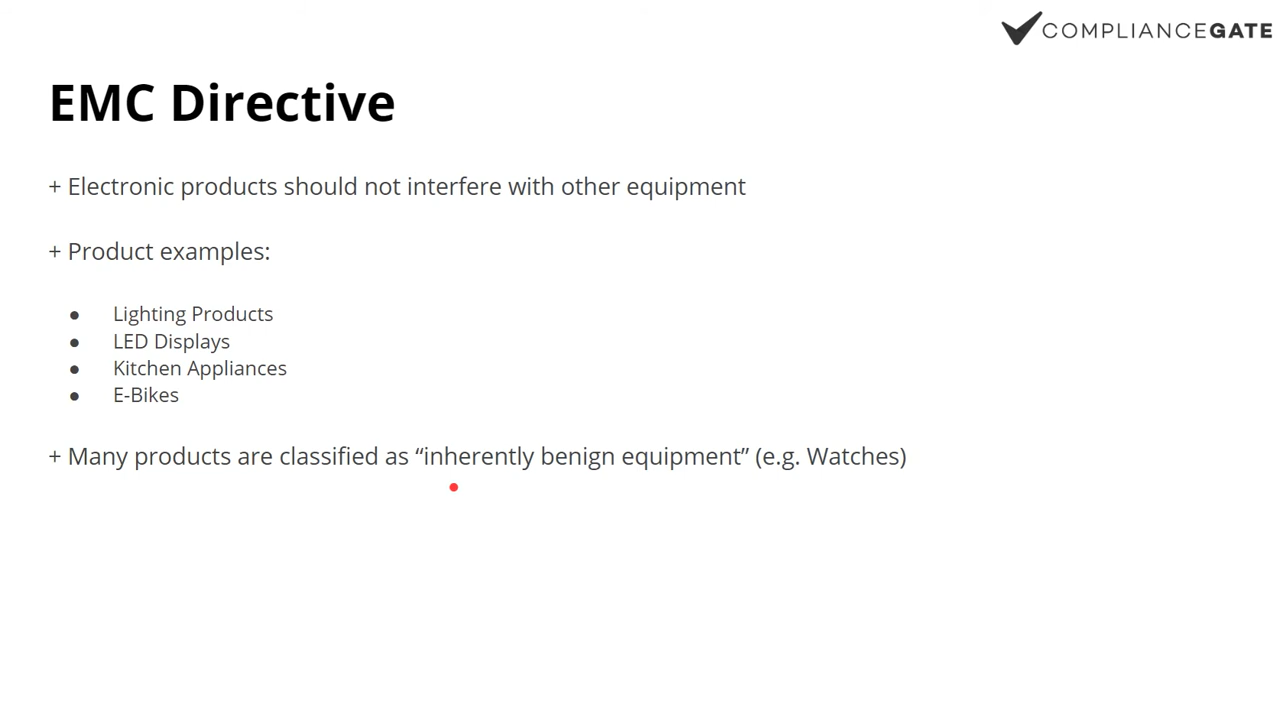 COMPLIANCEGATE
EMC Directive
+ Electronic products should not interfere with other equipment
+ Product examples:
● Lighting Products
● LED Displays
● Kitchen Appliances
● E-Bikes
+ Many products are classified as “inherently benign equipment” (e.g. Watches)